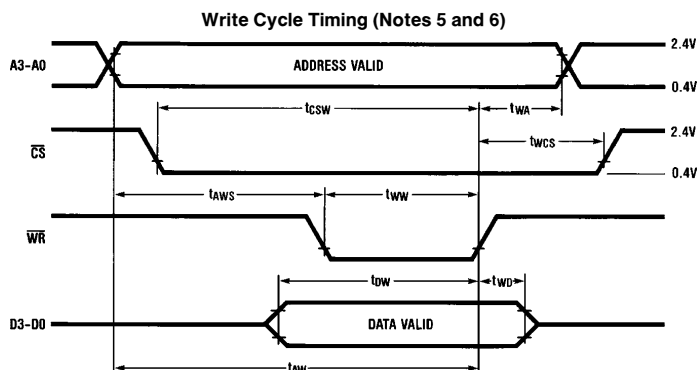 Write Cycle Timing (Notes 5 and 6)
A3-A0
ADDRESS VALID
2.4V
0.4V
tCSW
tWA
CS
tWCS
2.4V
0.4V
tAWS
tWW
WR
tDW
tWD
D3-D0
DATA VALID
tAW